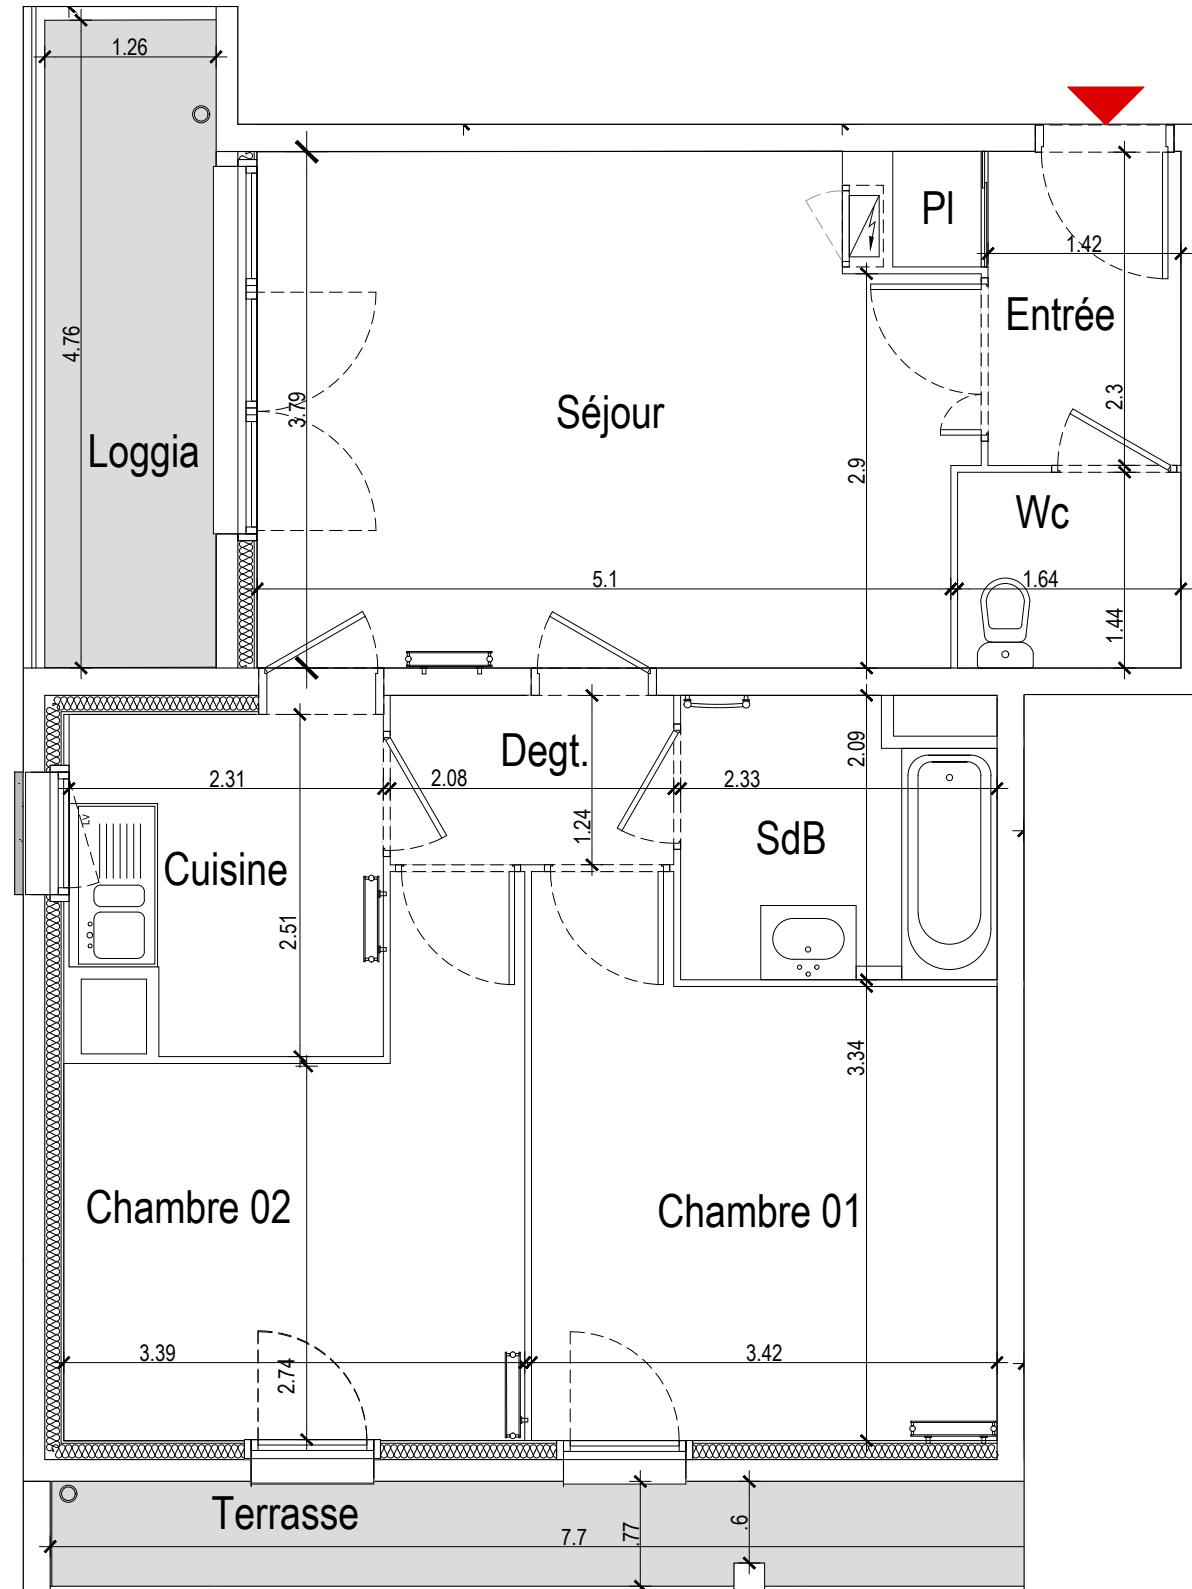 1.26
Pl
1.42
Entrée
4.76
3.79
2.3
Séjour
Loggia
2.9
Wc
5.1
1.64
1.44
Degt.
2.09
2.31
2.08
2.33
LV
1.24
SdB
Cuisine
2.51
3.34
Chambre 02
Chambre 01
3.39
2.74
3.42
Terrasse
7.7
.77
.6